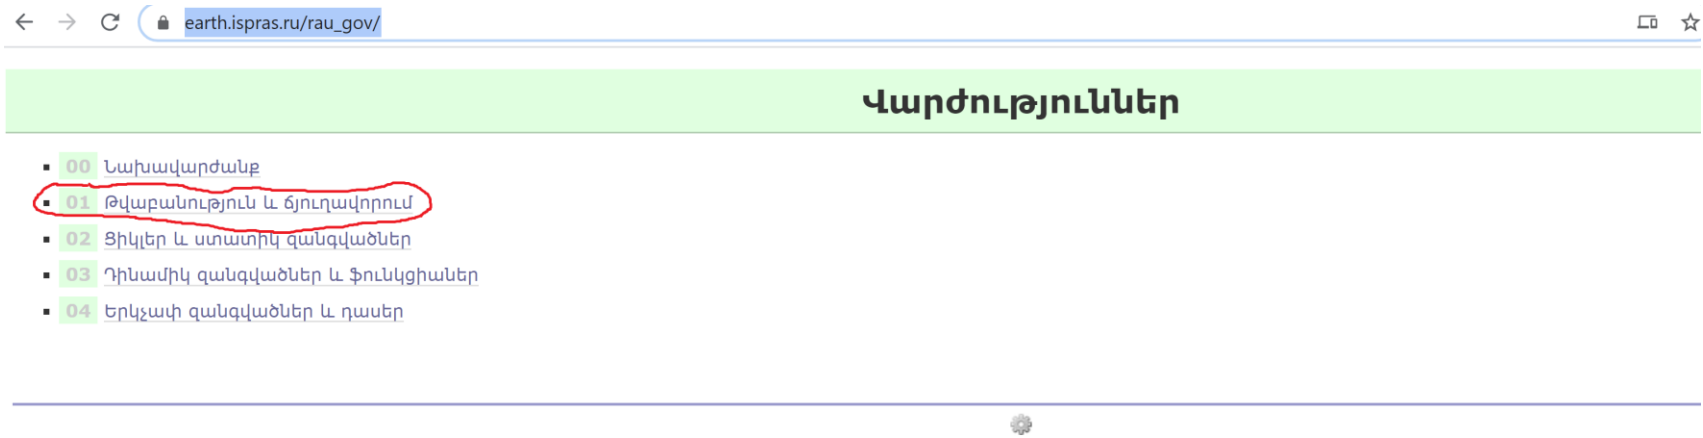 earth.ispras.ru/rau_gov/
Վարժություններ
00 Նախավարժանք
01 Թվաբանություն և ճյուղավորում
02 Ցիկլեր և ստատիկ զանգվածներ
03 Դինամիկ զանգվածներ և ֆունկցիաներ
04 Երկչափ զանգվածներ և դասեր